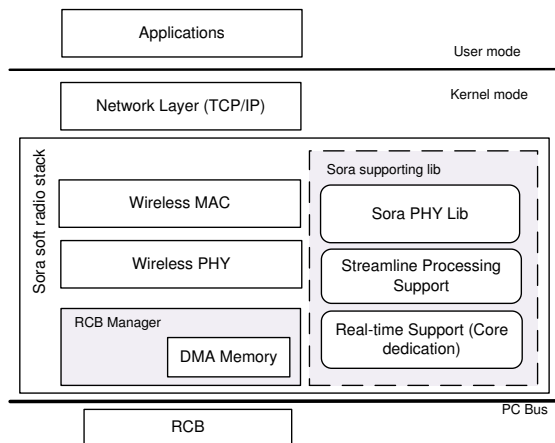 Applications
User mode
Kernel mode
Network Layer (TCP/IP)
Sora soft radio stack
Wireless MAC
Wireless PHY
RCB Manager
DMA Memory
Sora supporting lib
Sora PHY Lib
Streamline Processing
Support
Real-time Support (Core
dedication)
PC Bus
RCB